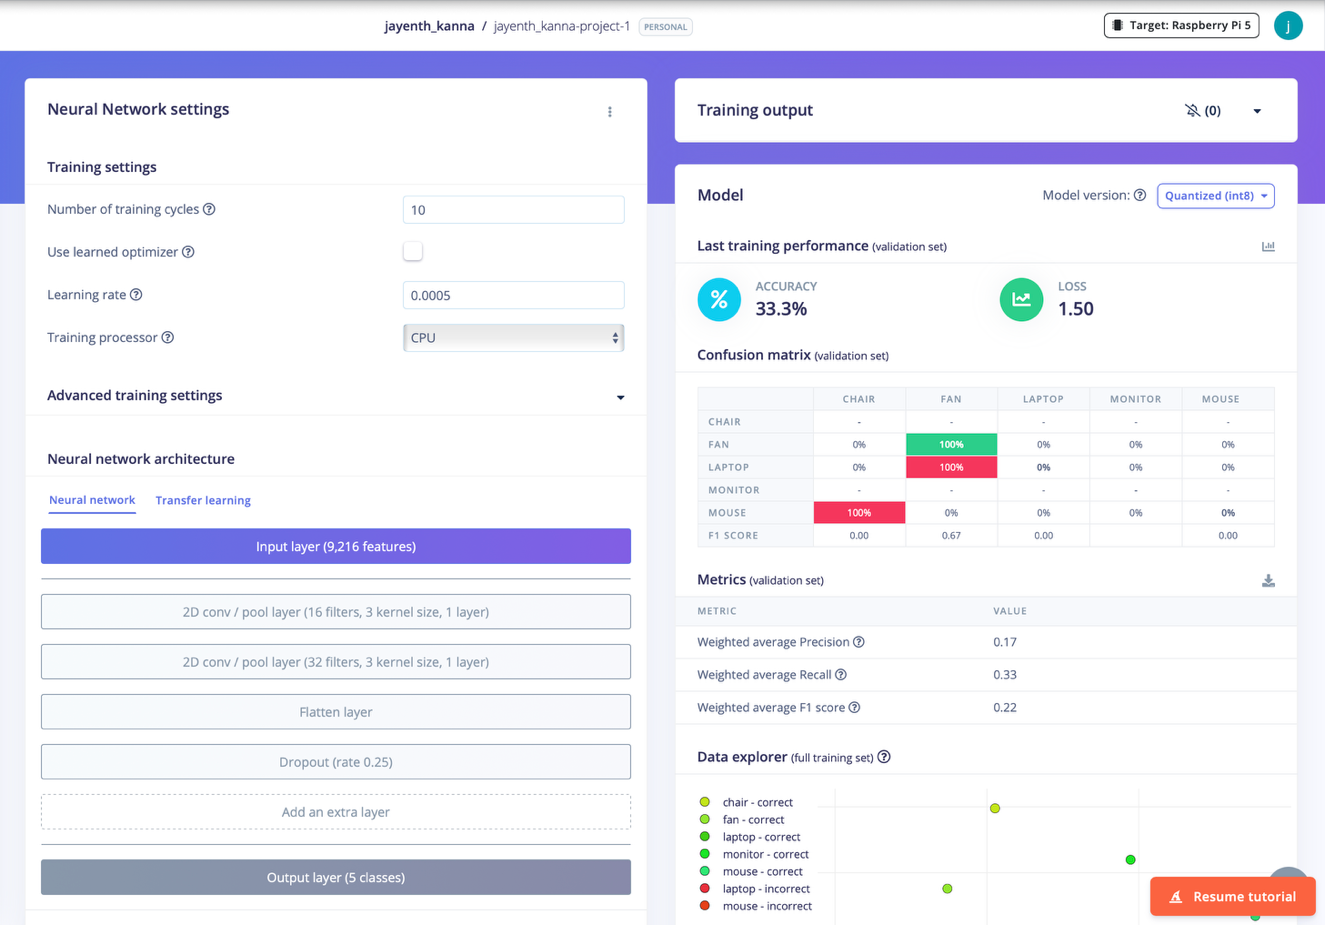 jayenth_kanna / jayenth_kanna-project-1 PERSONAL
Target: Raspberry Pi 5
j
Neural Network settings
Training settings
Number of training cycles
10
Use learned optimizer
Learning rate
0.0005
Training processor
CPU
Advanced training settings
Neural network architecture
Neural network Transfer learning
Input layer (9,216 features)
2D conv / pool layer (16 filters, 3 kernel size, 1 layer)
2D conv / pool layer (32 filters, 3 kernel size, 1 layer)
Flatten layer
Dropout (rate 0.25)
Add an extra layer
Output layer (5 classes)
Training output
(0)
Model
Model version: Quantized (int8)
Last training performance (validation set)
% ACCURACY
33.3%
LOSS
1.50
Confusion matrix (validation set)
CHAIR FAN LAPTOP MONITOR MOUSE
CHAIR - - - - -
FAN 0% 100% 0% 0% 0%
LAPTOP 0% 100% 0% 0% 0%
MONITOR - - - - -
MOUSE 100% 0% 0% 0% 0%
F1 SCORE 0.00 0.67 0.00 0.00
Metrics (validation set)
METRIC VALUE
Weighted average Precision 0.17
Weighted average Recall 0.33
Weighted average F1 score 0.22
Data explorer (full training set)
chair - correct
fan - correct
laptop - correct
monitor - correct
mouse - correct
laptop - incorrect
mouse - incorrect
Resume tutorial